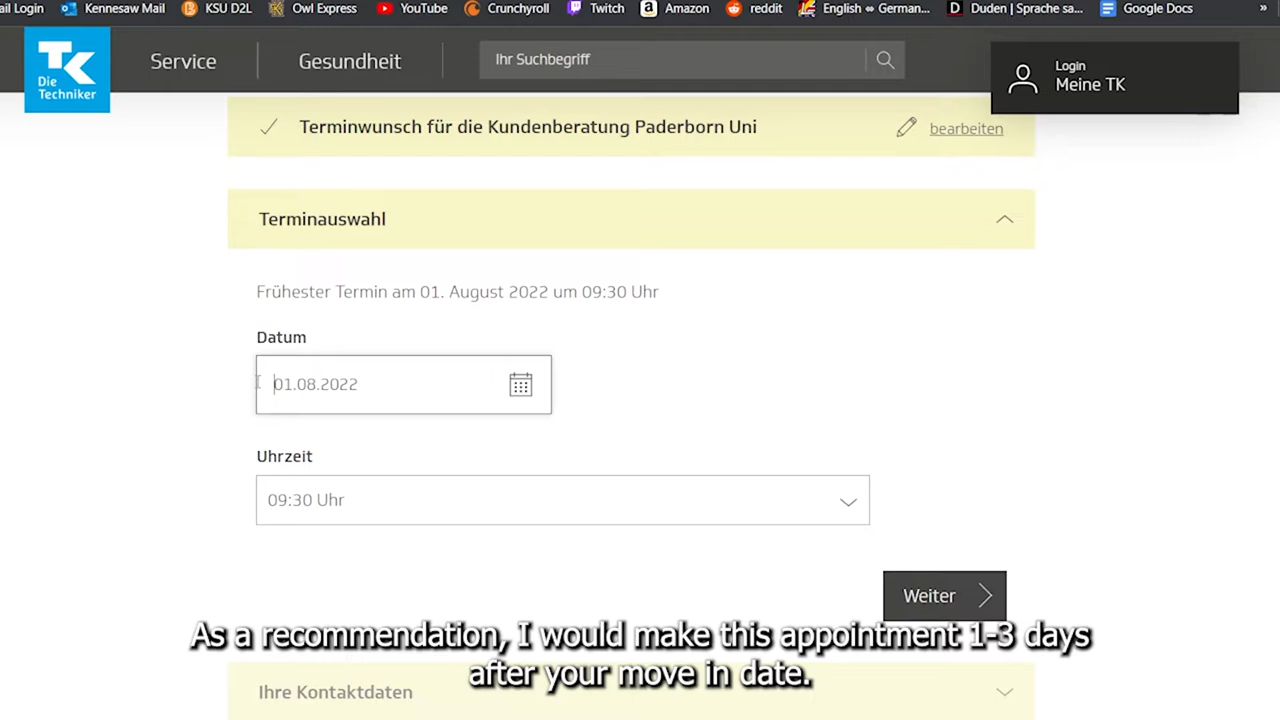 ail Login Kennesaw Mail KSU D2L Owl Express YouTube Crunchyroll Twitch Amazon reddit English ⇔ German... Duden | Sprache sa... Google Docs »
TK
Die
Techniker
Service Gesundheit Ihr Suchbegriff
Login
Meine TK
Terminwunsch für die Kundenberatung Paderborn Uni bearbeiten
Terminauswahl
Frühester Termin am 01. August 2022 um 09:30 Uhr
Datum
01.08.2022
Uhrzeit
09:30 Uhr
Weiter
As a recommendation, I would make this appointment 1-3 days
after your move in date.
Ihre Kontaktdaten